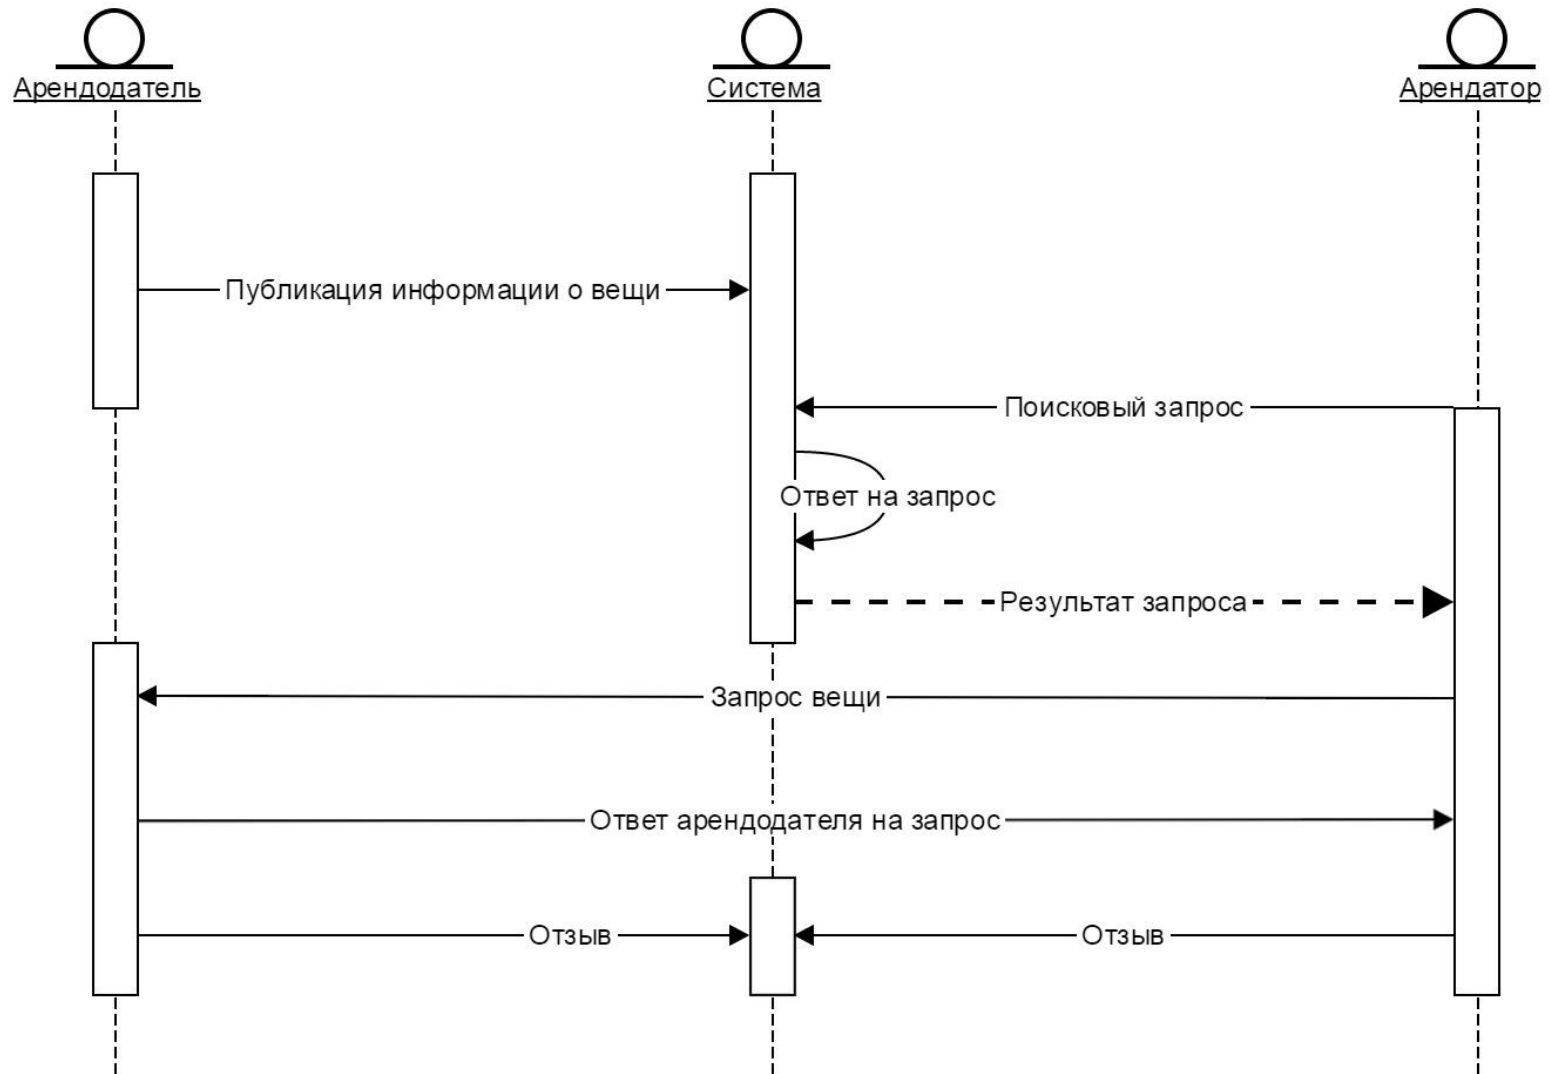 Арендодатель
Система
Арендатор
Публикация информации о вещи
Поисковый запрос
Ответ на запрос
Результат запроса
Запрос вещи
Ответ арендодателя на запрос
Отзыв
Отзыв